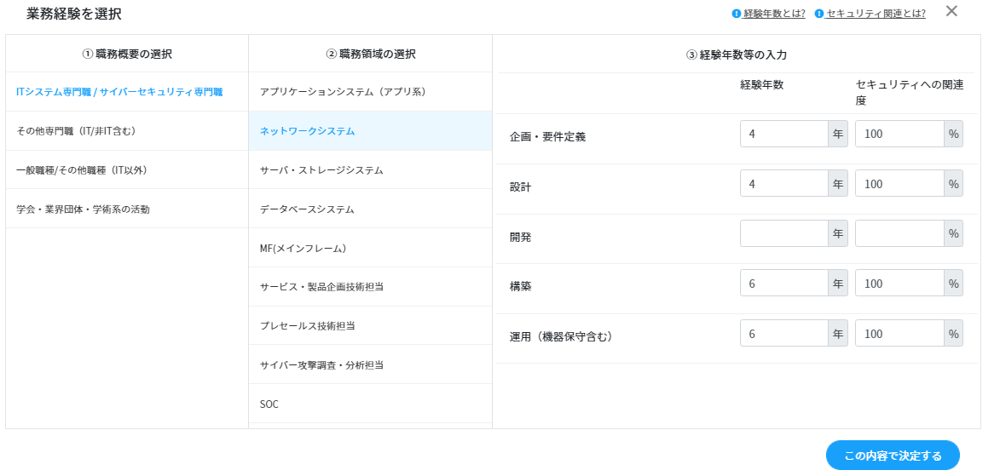 業務経験を選択
経験年数とは?
セキュリティ関連とは?
① 職務概要の選択
ITシステム専門職 / サイバーセキュリティ専門職
その他専門職（IT/非IT含む）
一般職種/その他職種（IT以外）
学会・業界団体・学術系の活動
② 職務領域の選択
アプリケーションシステム（アプリ系）
ネットワークシステム
サーバ・ストレージシステム
データベースシステム
MF(メインフレーム）
サービス・製品企画技術担当
プレセールス技術担当
サイバー攻撃調査・分析担当
SOC
③ 経験年数等の入力
経験年数 セキュリティへの関連
度
企画・要件定義 4 年 100 %
設計 4 年 100 %
開発 年 %
構築 6 年 100 %
運用（機器保守含む） 6 年 100 %
この内容で決定する